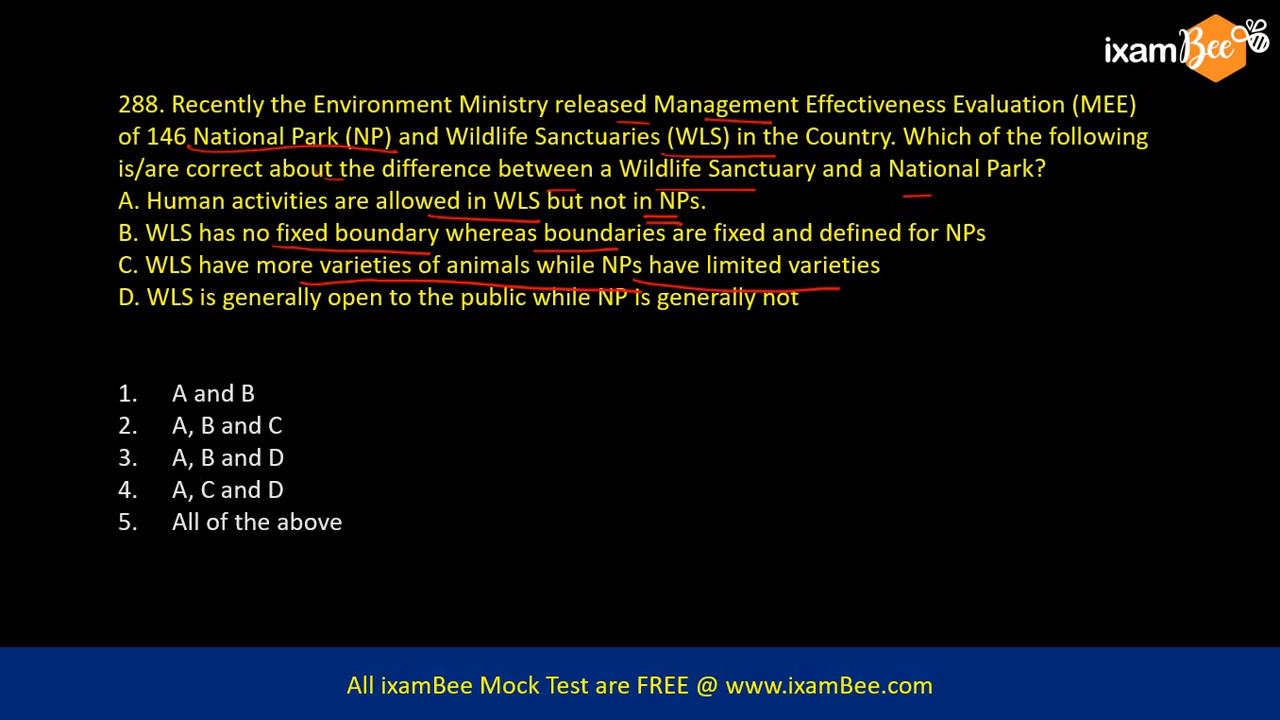 ixamBee
288. Recently the Environment Ministry released Management Effectiveness Evaluation (MEE)
of 146 National Park (NP) and Wildlife Sanctuaries (WLS) in the Country. Which of the following
is/are correct about the difference between a Wildlife Sanctuary and a National Park?
A. Human activities are allowed in WLS but not in NPs.
B. WLS has no fixed boundary whereas boundaries are fixed and defined for NPs
C. WLS have more varieties of animals while NPs have limited varieties
D. WLS is generally open to the public while NP is generally not
1. A and B
2. A, B and C
3. A, B and D
4. A, C and D
5. All of the above
All ixamBee Mock Test are FREE @ www.ixamBee.com